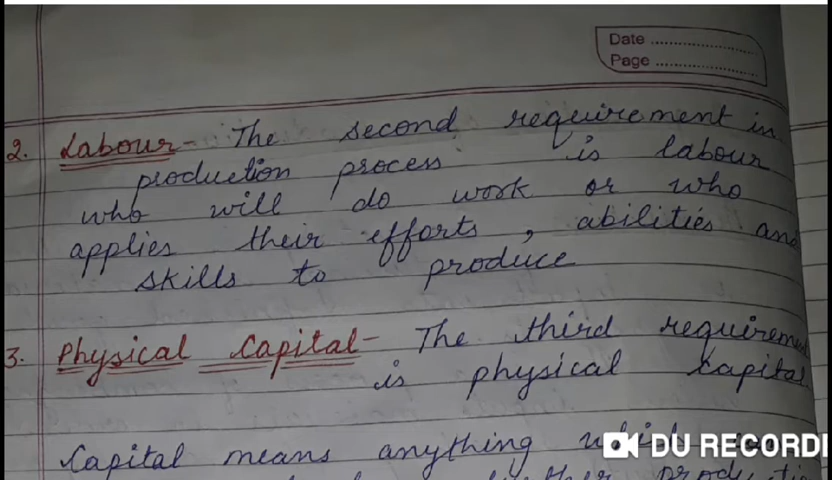 Date
Page
2. Labour - The second requirement in
production process is labour
who will do work or who
applies their efforts, abilities and
skills to produce
3. Physical Capital - The third
is physical capital
Capital means anything
DU RECORDI